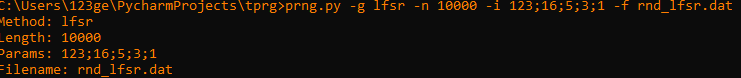 C:\Users\123ge\PycharmProjects\tprg>prng.py -g lfsr -n 10000 -i 123;16;5;3;1 -f rnd_lfsr.dat
Method: lfsr
Length: 10000
Params: 123;16;5;3;1
Filename: rnd_lfsr.dat